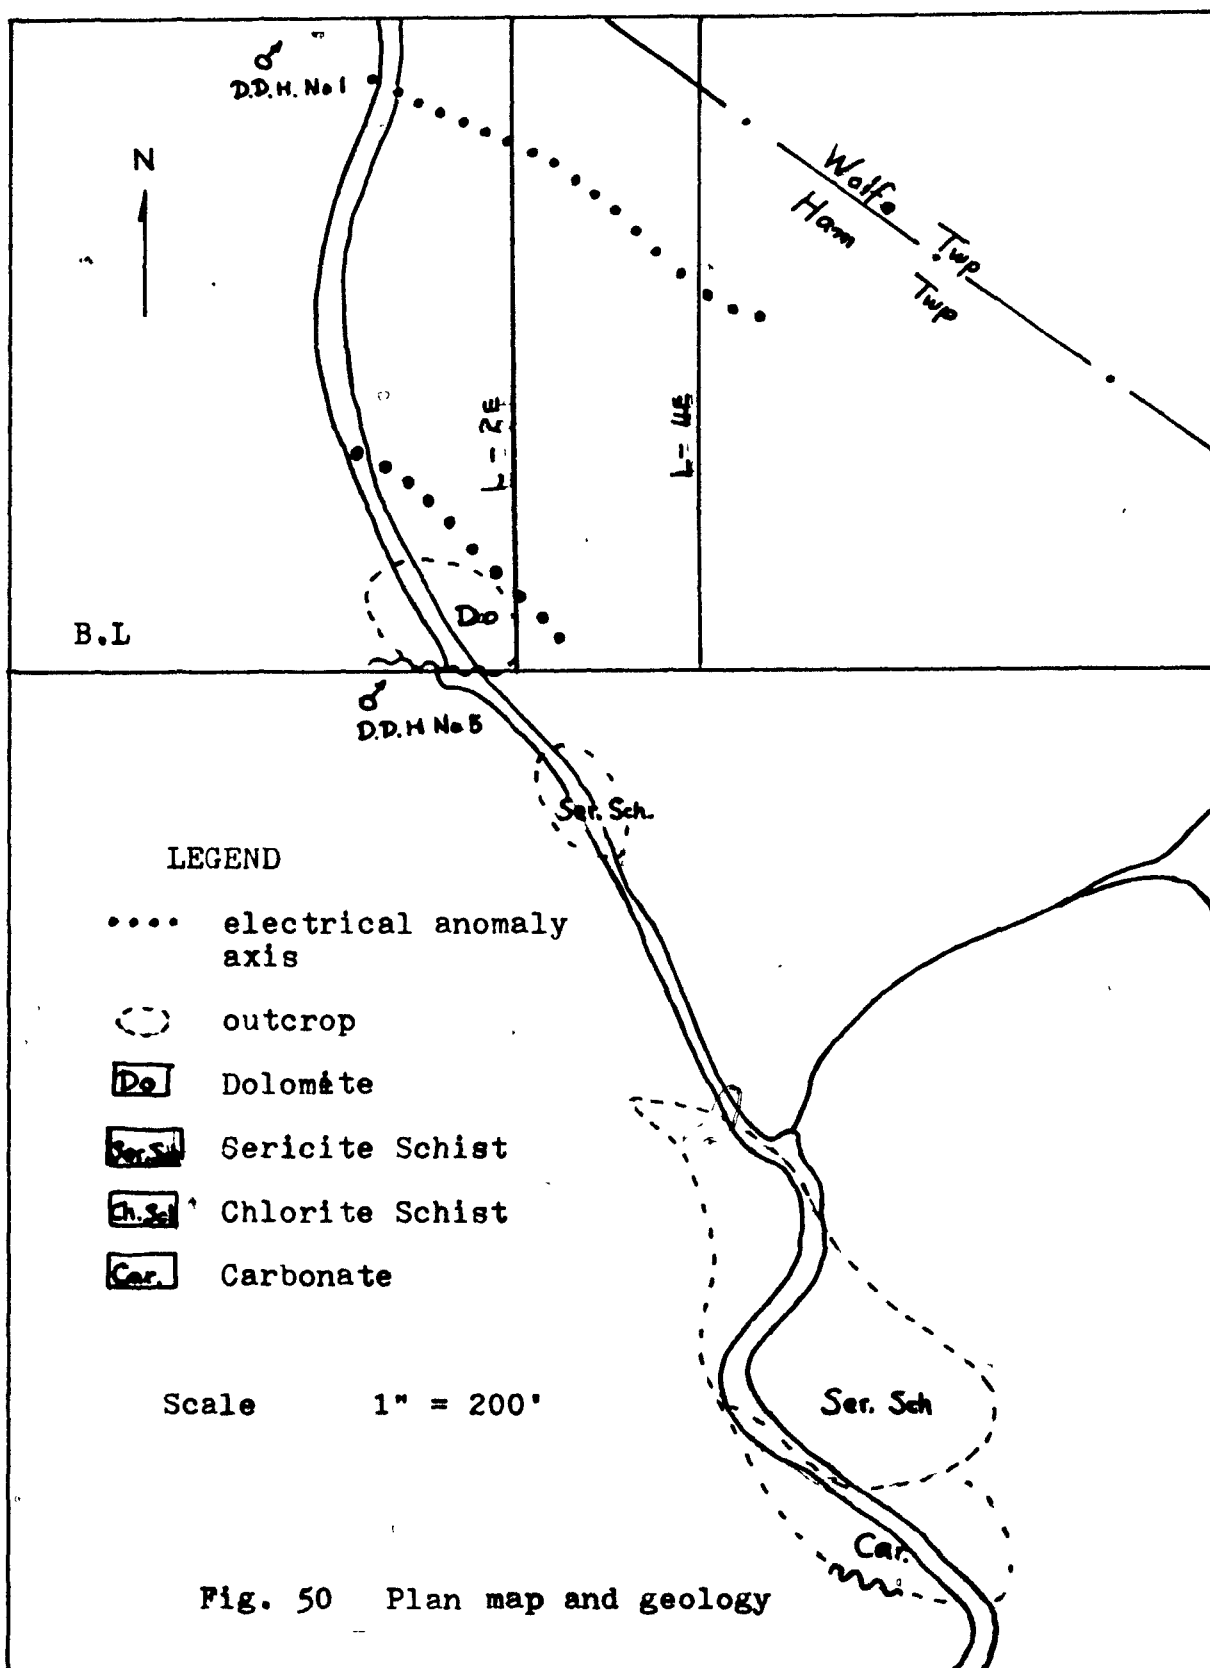 D.D.H. No 1
N
Wolfe Twp
Ham Twp
L = 2E
L = 4E
Do
B.L
D.D.H No 5
Ser. Sch.
LEGEND
electrical anomaly
axis
outcrop
Do Dolomite
Ser.S Sericite Schist
Ch.Sc Chlorite Schist
Car. Carbonate
Scale 1" = 200'
Ser. Sch
Car.
Fig. 50 Plan map and geology